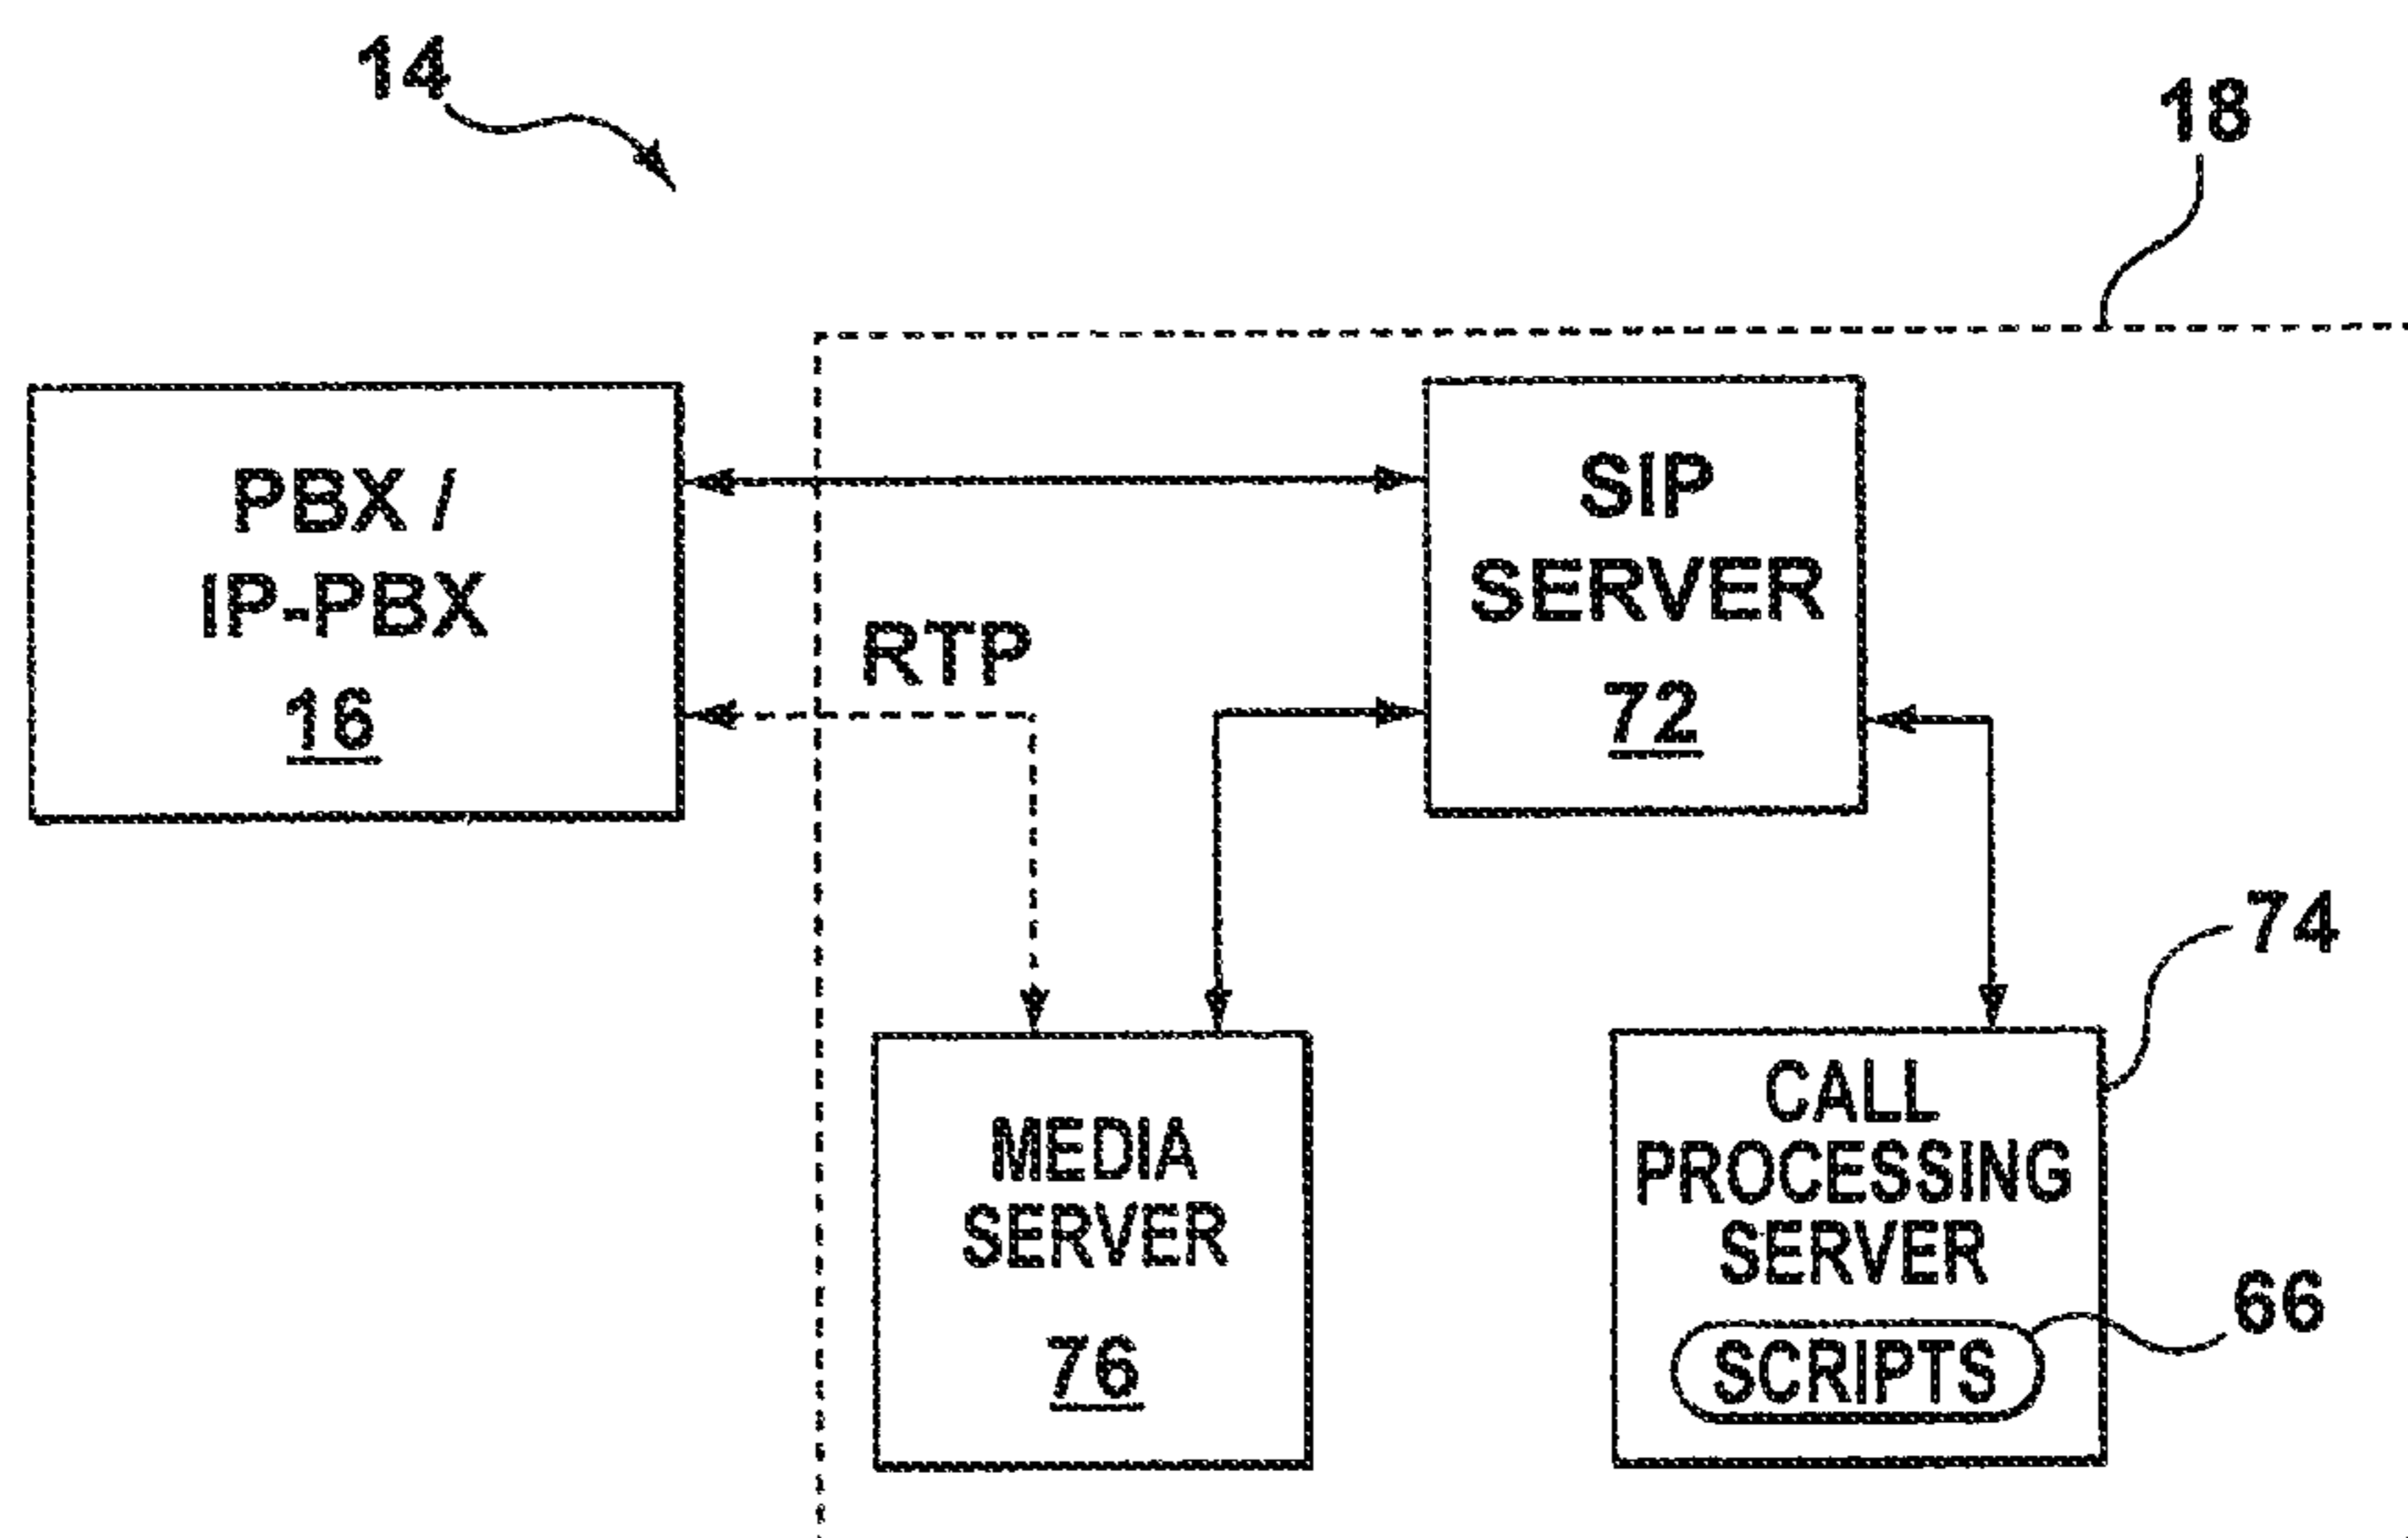 14
18
PBX /
IP-PBX
16
SIP
SERVER
72
RTP
74
MEDIA
SERVER
76
CALL
PROCESSING
SERVER
SCRIPTS
66